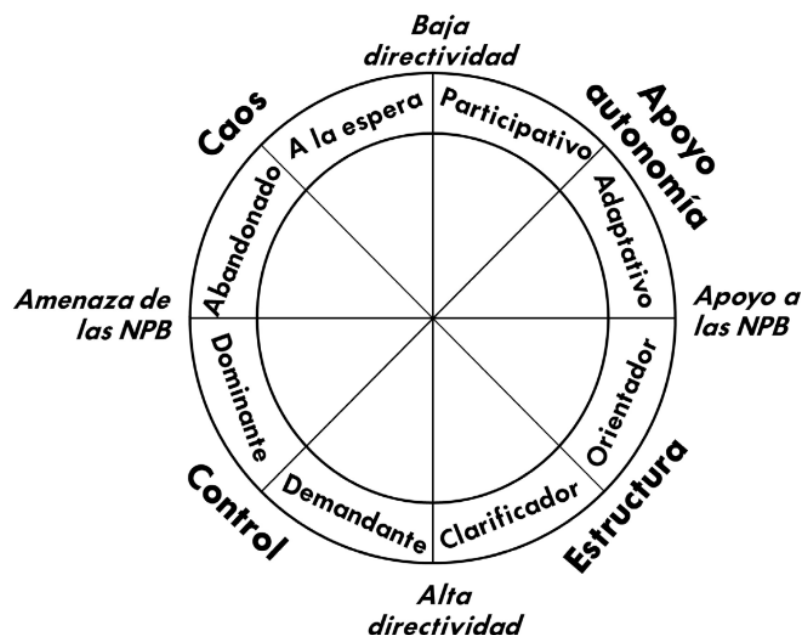 Baja
directividad
Caos
Apoyo
autonomía
A la espera
Participativo
Abandonado
Adaptativo
Amenaza de
las NPB
Apoyo a
las NPB
Dominante
Orientador
Control
Demandante
Clarificador
Estructura
Alta
directividad